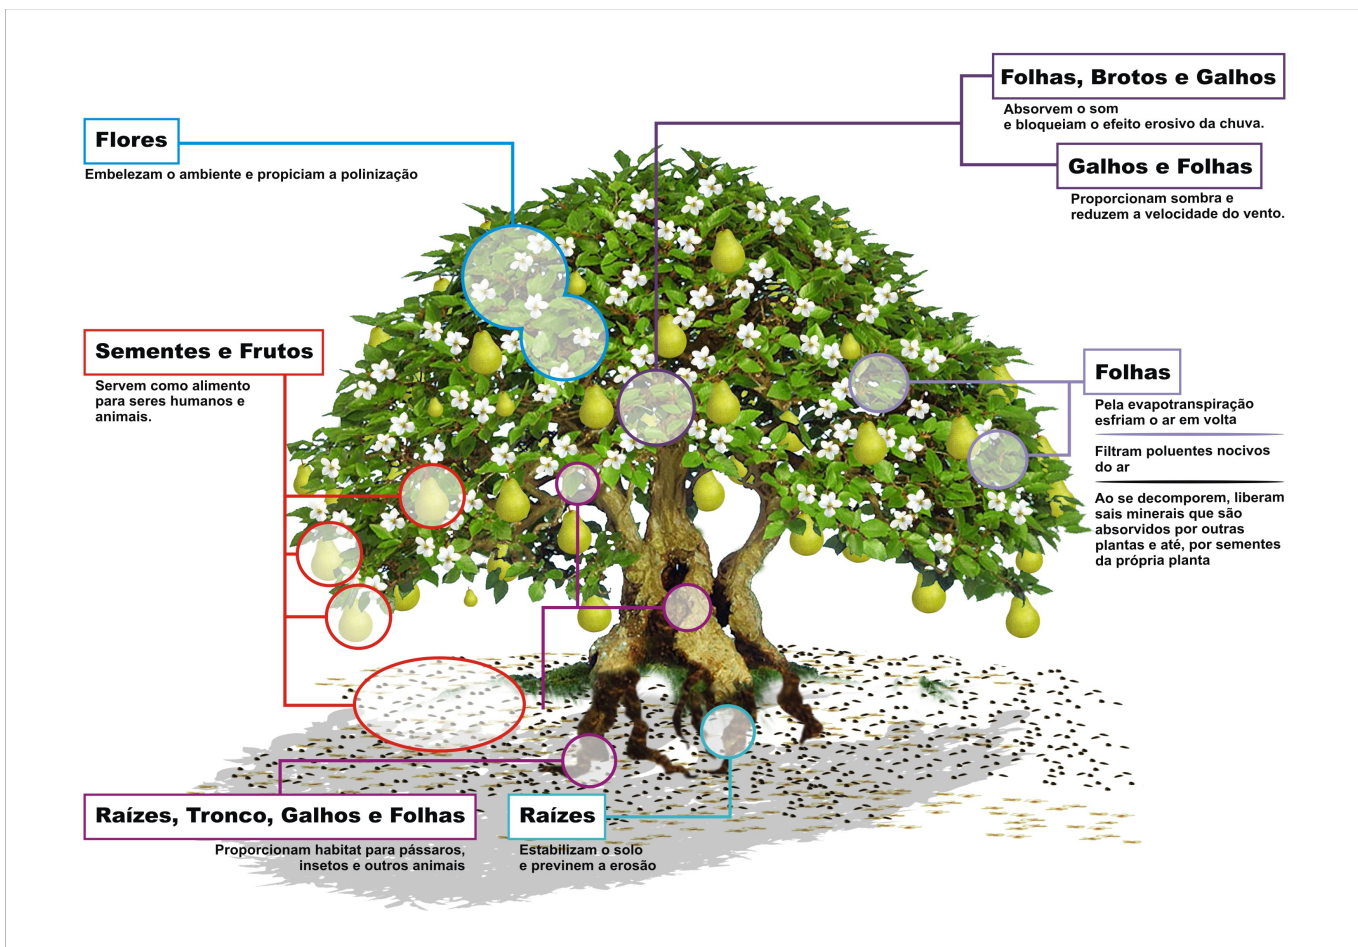 Folhas, Brotos e Galhos
Absorvem o som
e bloqueiam o efeito erosivo da chuva.
Galhos e Folhas
Proporcionam sombra e
reduzem a velocidade do vento.
Flores
Embelezam o ambiente e propiciam a polinização
Sementes e Frutos
Servem como alimento
para seres humanos e
animais.
Folhas
Pela evapotranspiração
esfriam o ar em volta
Filtram poluentes nocivos
do ar
Ao se decomporem, liberam
sais minerais que são
absorvidos por outras
plantas e até, por sementes
da própria planta
Raízes, Tronco, Galhos e Folhas
Proporcionam habitat para pássaros,
insetos e outros animais
Raízes
Estabilizam o solo
e previnem a erosão